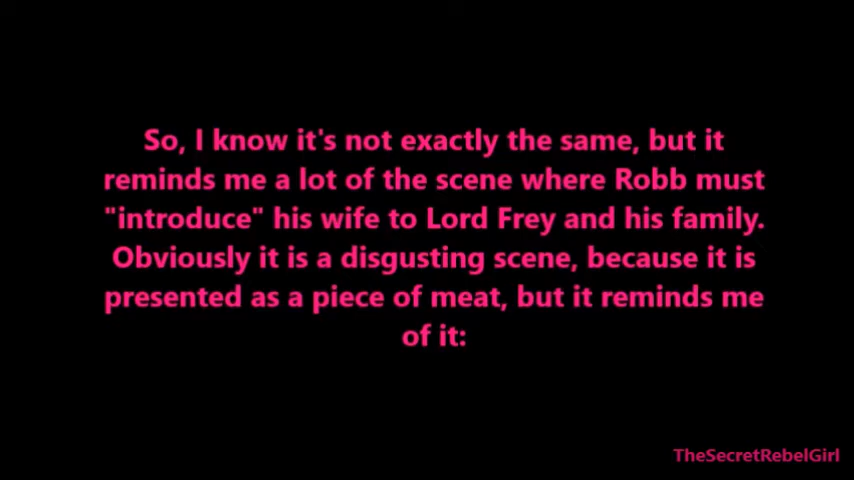 So, I know it's not exactly the same, but it
reminds me a lot of the scene where Robb must
"introduce" his wife to Lord Frey and his family.
Obviously it is a disgusting scene, because it is
presented as a piece of meat, but it reminds me
of it:
TheSecretRebelGirl